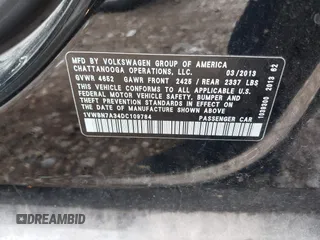 MFD BY VOLKSWAGEN GROUP OF AMERICA
CHATTANOOGA OPERATIONS, LLC. 03/2013
GVWR 4662 GAWR FRONT 2425 / REAR 2337 LBS
THIS VEHICLE CONFORMS TO ALL APPLICABLE
FEDERAL MOTOR VEHICLE SAFETY, BUMPER AND
THEFT PREVENTION STANDARDS IN EFFECT ON
THE DATE OF MANUFACTURE SHOWN ABOVE.
1VWBN7A34DC109784 PASSENGER CAR
2013 62
DREAMBID